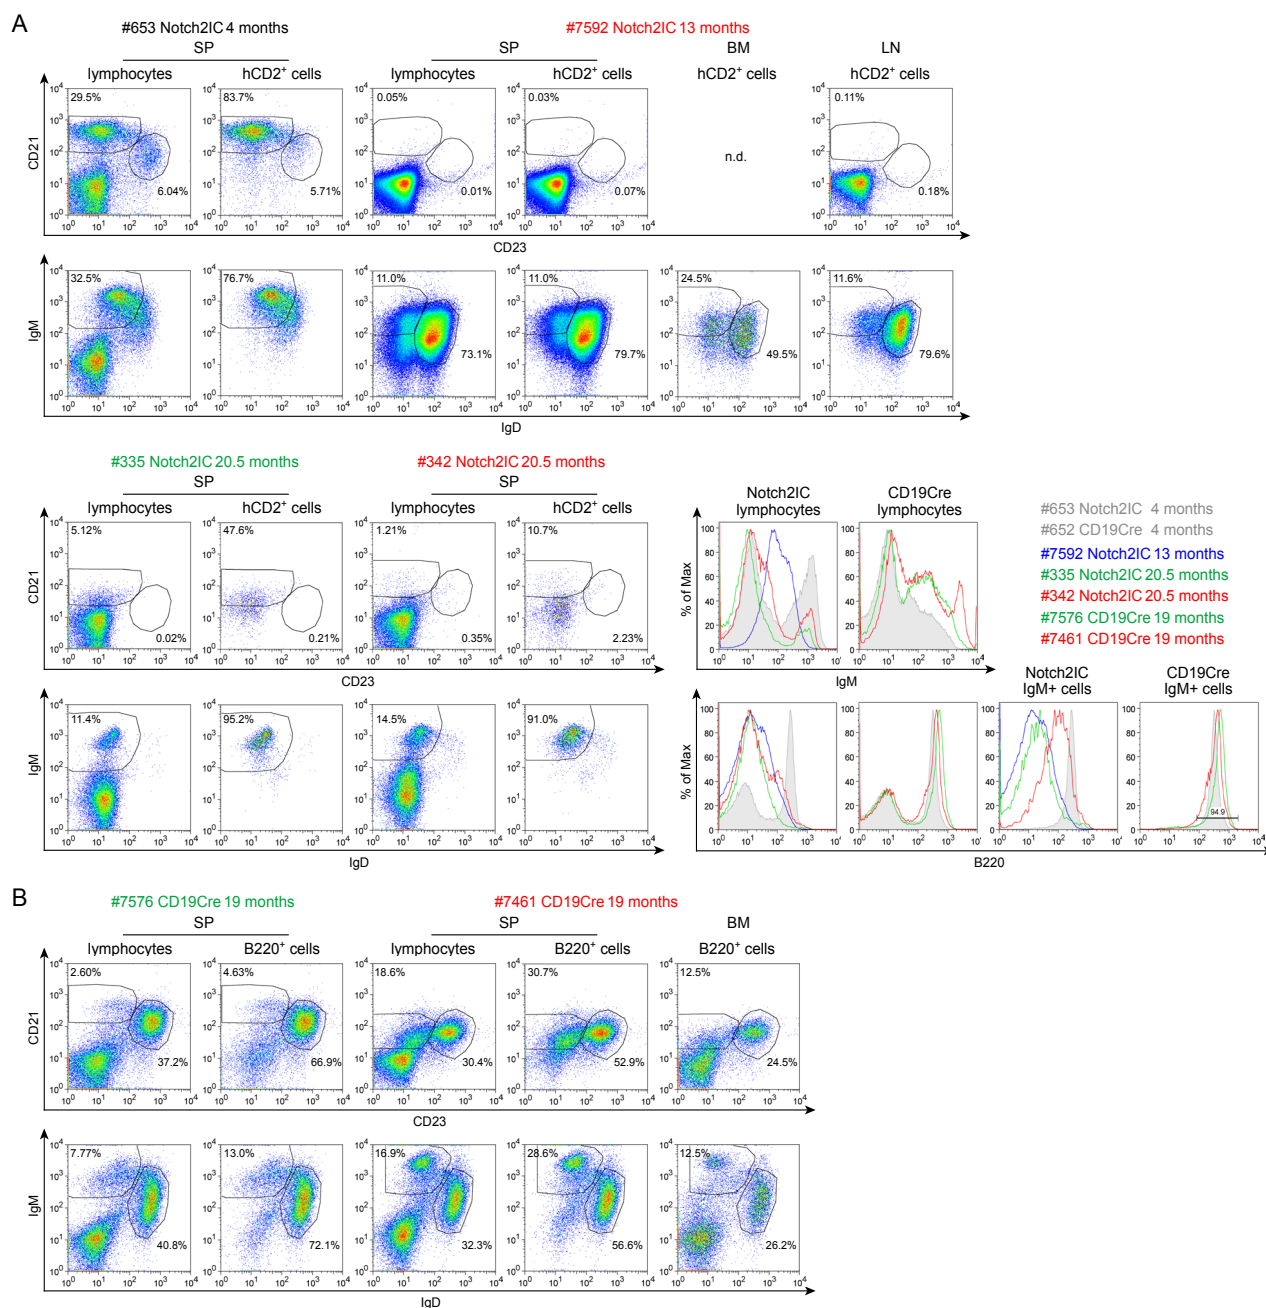 A
#653 Notch2IC 4 months
#7592 Notch2IC 13 months
SP
SP
BM
LN
lymphocytes
hCD2+ cells
lymphocytes
hCD2+ cells
hCD2+ cells
hCD2+ cells
CD21
29.5%
6.04%
83.7%
5.71%
0.05%
0.01%
0.03%
0.07%
n.d.
0.11%
0.18%
CD23
IgM
32.5%
76.7%
11.0%
73.1%
11.0%
79.7%
24.5%
49.5%
11.6%
79.6%
IgD
#335 Notch2IC 20.5 months
#342 Notch2IC 20.5 months
SP
SP
lymphocytes
hCD2+ cells
lymphocytes
hCD2+ cells
CD21
5.12%
0.02%
47.6%
0.21%
1.21%
0.35%
10.7%
2.23%
CD23
IgM
11.4%
95.2%
14.5%
91.0%
IgD
Notch2IC
lymphocytes
CD19Cre
lymphocytes
% of Max
IgM
#653 Notch2IC 4 months
#652 CD19Cre 4 months
#7592 Notch2IC 13 months
#335 Notch2IC 20.5 months
#342 Notch2IC 20.5 months
#7576 CD19Cre 19 months
#7461 CD19Cre 19 months
Notch2IC
IgM+ cells
CD19Cre
IgM+ cells
% of Max
94.9
B220
B
#7576 CD19Cre 19 months
#7461 CD19Cre 19 months
SP
SP
BM
lymphocytes
B220+ cells
lymphocytes
B220+ cells
B220+ cells
CD21
2.60%
37.2%
4.63%
66.9%
18.6%
30.4%
30.7%
52.9%
12.5%
24.5%
CD23
IgM
7.77%
40.8%
13.0%
72.1%
16.9%
32.3%
28.6%
56.6%
12.5%
26.2%
IgD